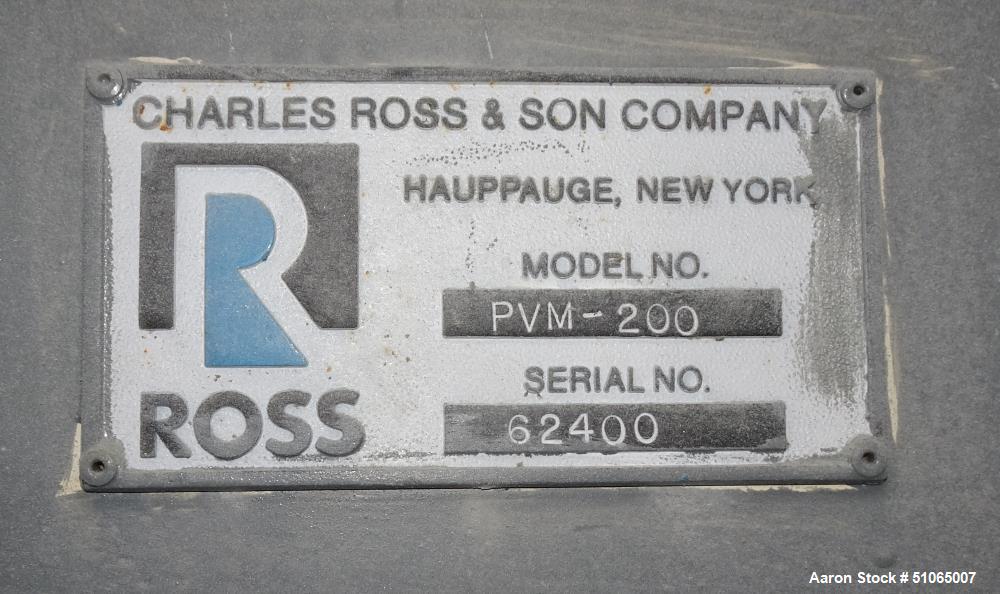 CHARLES ROSS & SON COMPANY
HAUPPAUGE, NEW YORK
MODEL NO.
PVM-200
SERIAL NO.
62400
R
ROSS
Aaron Stock # 51065007